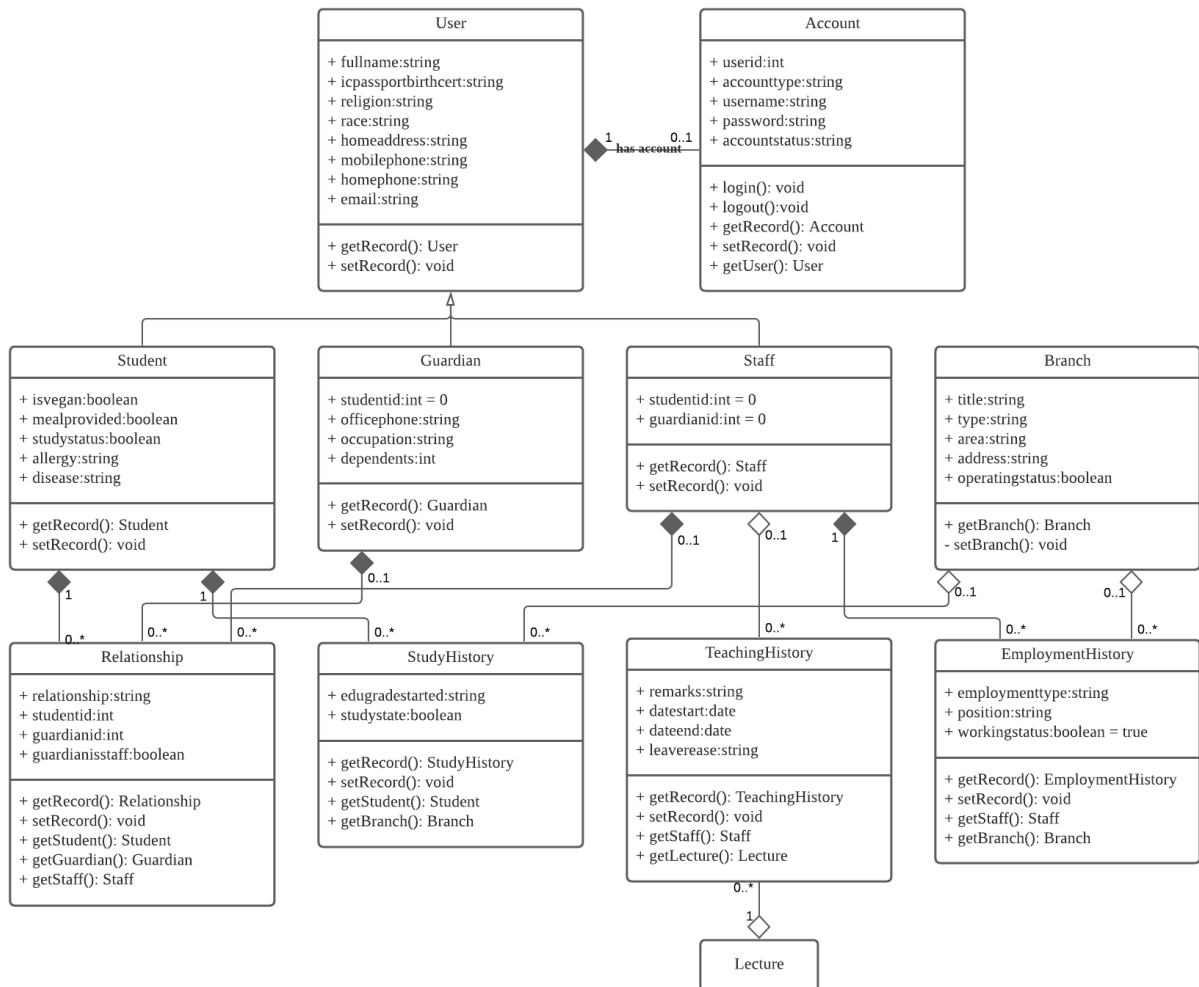 User
+ fullname:string
+ icpassportbirthcert:string
+ religion:string
+ race:string
+ homeaddress:string
+ mobilephone:string
+ homephone:string
+ email:string
+ getRecord(): User
+ setRecord(): void
1
has account
0..1
Account
+ userid:int
+ accounttype:string
+ username:string
+ password:string
+ accountstatus:string
+ login(): void
+ logout():void
+ getRecord(): Account
+ setRecord(): void
+ getUser(): User
Student
+ isvegan:boolean
+ mealprovided:boolean
+ studystatus:boolean
+ allergy:string
+ disease:string
+ getRecord(): Student
+ setRecord(): void
Guardian
+ studentid:int = 0
+ officephone:string
+ occupation:string
+ dependents:int
+ getRecord(): Guardian
+ setRecord(): void
Staff
+ studentid:int = 0
+ guardianid:int = 0
+ getRecord(): Staff
+ setRecord(): void
Branch
+ title:string
+ type:string
+ area:string
+ address:string
+ operatingstatus:boolean
+ getBranch(): Branch
- setBranch(): void
1
1
0..1
0..1
0..1
1
0..1
0..1
0..*
0..*
0..*
0..*
0..*
0..*
0..*
0..*
Relationship
+ relationship:string
+ studentid:int
+ guardianid:int
+ guardianisstaff:boolean
+ getRecord(): Relationship
+ setRecord(): void
+ getStudent(): Student
+ getGuardian(): Guardian
+ getStaff(): Staff
StudyHistory
+ edugradestarted:string
+ studystate:boolean
+ getRecord(): StudyHistory
+ setRecord(): void
+ getStudent(): Student
+ getBranch(): Branch
TeachingHistory
+ remarks:string
+ datestart:date
+ dateend:date
+ leaverease:string
+ getRecord(): TeachingHistory
+ setRecord(): void
+ getStaff(): Staff
+ getLecture(): Lecture
EmploymentHistory
+ employmenttype:string
+ position:string
+ workingstatus:boolean = true
+ getRecord(): EmploymentHistory
+ setRecord(): void
+ getStaff(): Staff
+ getBranch(): Branch
0..*
1
Lecture